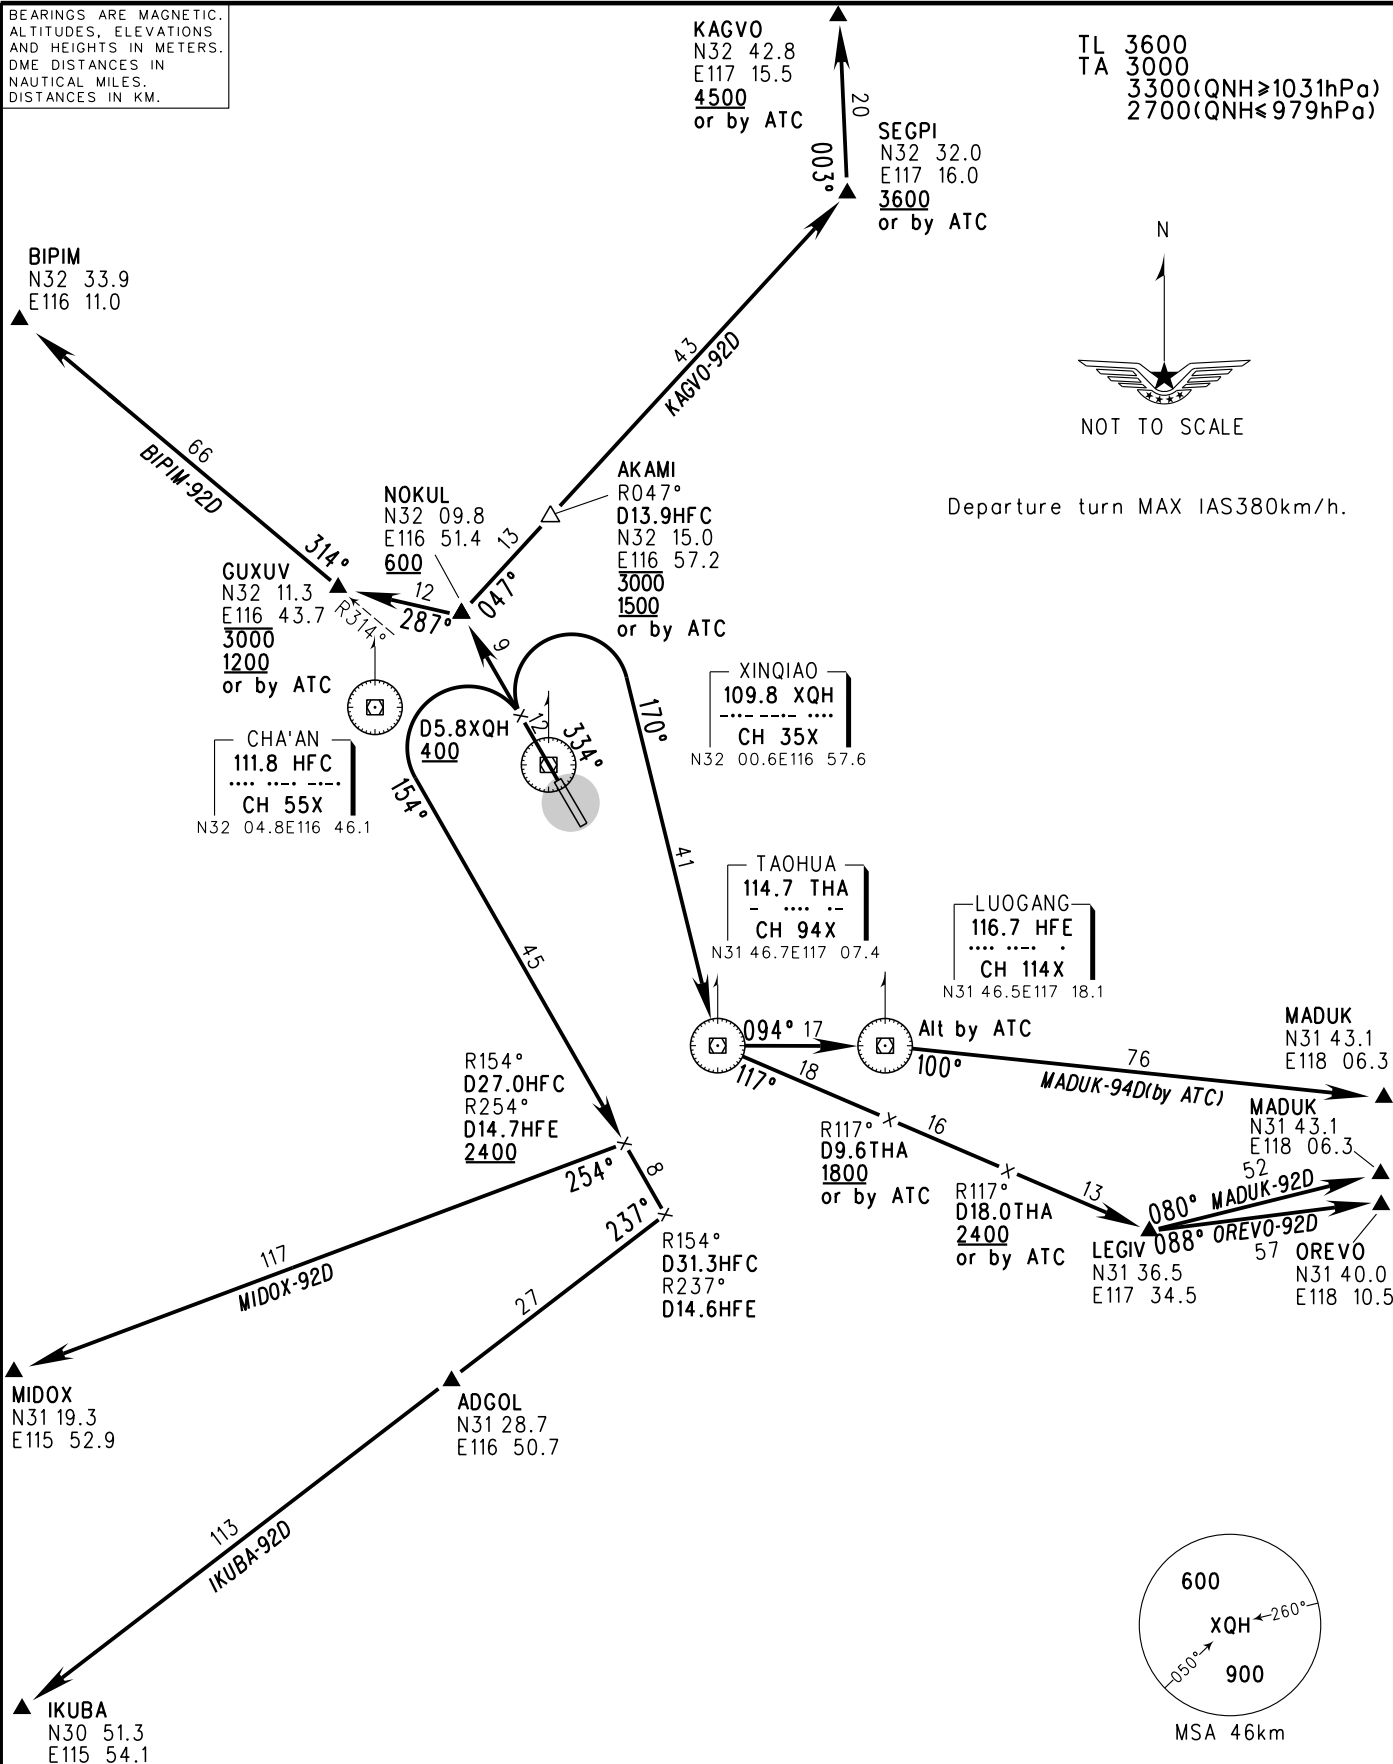 BEARINGS ARE MAGNETIC.
ALTITUDES, ELEVATIONS
AND HEIGHTS IN METERS.
DME DISTANCES IN
NAUTICAL MILES.
DISTANCES IN KM.
KAGVO
N32 42.8
E117 15.5
4500
or by ATC
TL 3600
TA 3000
3300(QNH≥1031hPa)
2700(QNH≤979hPa)
20
003°
SEGPI
N32 32.0
E117 16.0
3600
or by ATC
N
NOT TO SCALE
Departure turn MAX IAS380km/h.
BIPIM
N32 33.9
E116 11.0
66
BIPIM-92D
314°
43
KAGVO-92D
AKAMI
R047°
D13.9HFC
N32 15.0
E116 57.2
3000
1500
or by ATC
NOKUL
N32 09.8
E116 51.4
600
13
047°
GUXUV
N32 11.3
E116 43.7
3000
1200
or by ATC
12
287°
R314°
9
CHA'AN
111.8 HFC
.... ..-. -.-.
CH 55X
N32 04.8E116 46.1
D5.8XQH
400
12
334°
XINQIAO
109.8 XQH
-..- --.- ....
CH 35X
N32 00.6E116 57.6
170°
154°
41
45
TAOHUA
114.7 THA
- .... .-
CH 94X
N31 46.7E117 07.4
LUOGANG
116.7 HFE
.... ..-. .
CH 114X
N31 46.5E117 18.1
094° 17
Alt by ATC
100°
76
MADUK-94D(by ATC)
MADUK
N31 43.1
E118 06.3
117°
18
R117°
D9.6THA
1800
or by ATC
16
R117°
D18.0THA
2400
or by ATC
13
MADUK
N31 43.1
E118 06.3
52
080° MADUK-92D
088° OREVO-92D
57
LEGIV
N31 36.5
E117 34.5
OREVO
N31 40.0
E118 10.5
R154°
D27.0HFC
R254°
D14.7HFE
2400
254°
8
237°
R154°
D31.3HFC
R237°
D14.6HFE
117
MIDOX-92D
27
MIDOX
N31 19.3
E115 52.9
ADGOL
N31 28.7
E116 50.7
113
IKUBA-92D
IKUBA
N30 51.3
E115 54.1
600
XQH
260°
050°
900
MSA 46km